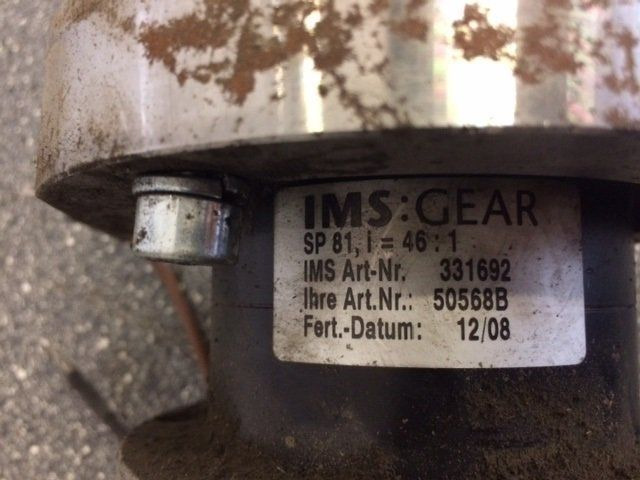 IMS:GEAR
SP 81, i = 46 : 1
IMS Art-Nr. 331692
Ihre Art.Nr.: 50568B
Fert.-Datum: 12/08